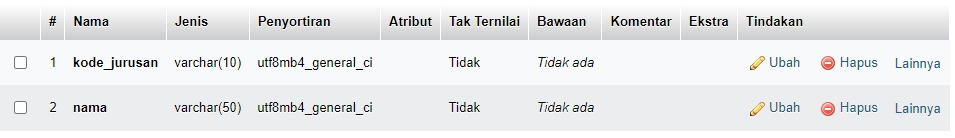 # Nama Jenis Penyortiran Atribut Tak Ternilai Bawaan Komentar Ekstra Tindakan
1 kode_jurusan varchar(10) utf8mb4_general_ci Tidak Tidak ada Ubah Hapus Lainnya
2 nama varchar(50) utf8mb4_general_ci Tidak Tidak ada Ubah Hapus Lainnya